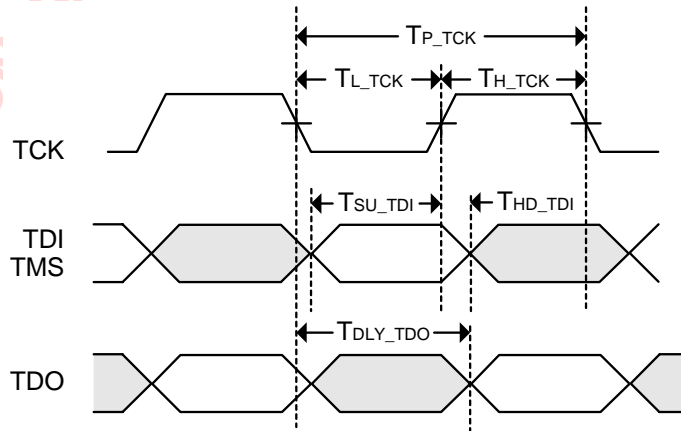 TP_TCK
TL_TCK
TH_TCK
TCK
TSU_TDI
THD_TDI
TDI
TMS
TDLY_TDO
TDO